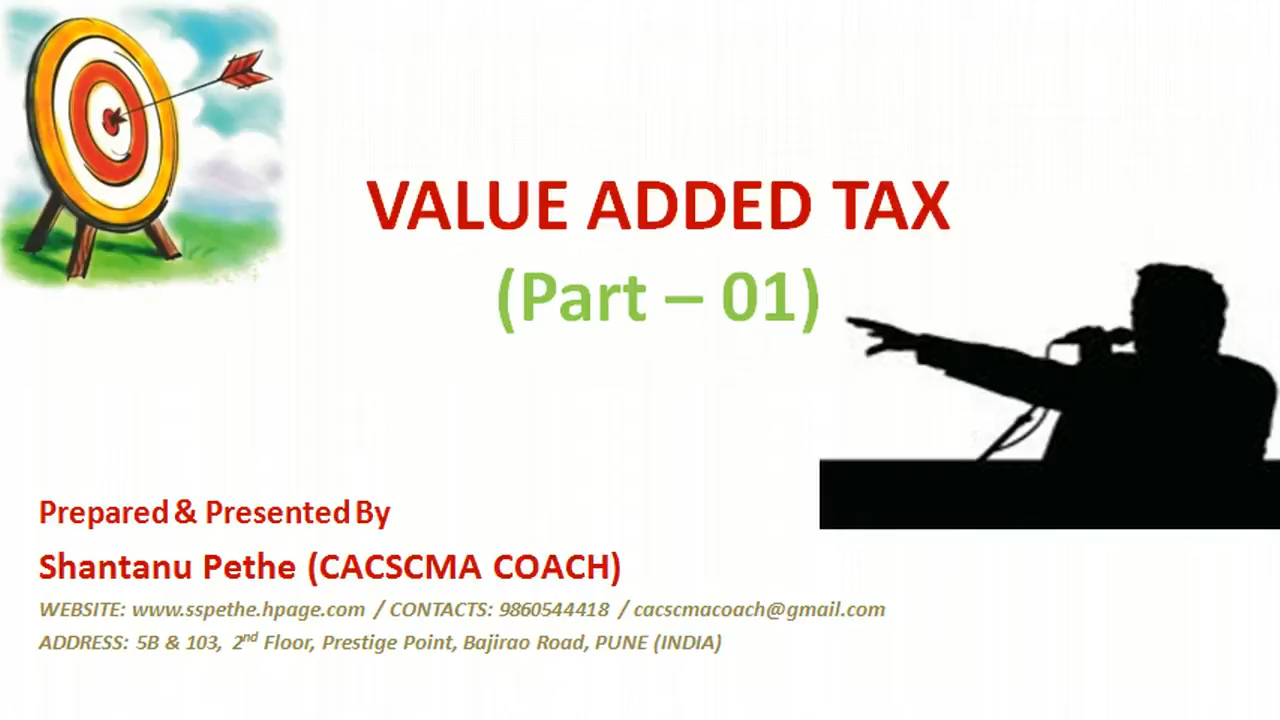 VALUE ADDED TAX
(Part – 01)
Prepared & Presented By
Shantanu Pethe (CACSCMA COACH)
WEBSITE: www.sspethe.hpage.com / CONTACTS: 9860544418 / cacscmacoach@gmail.com
ADDRESS: 5B & 103, 2nd Floor, Prestige Point, Bajirao Road, PUNE (INDIA)